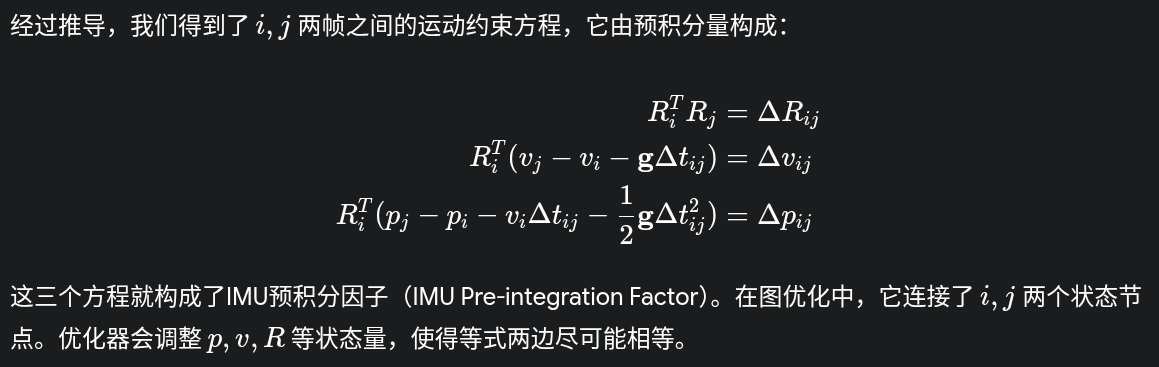 经过推导，我们得到了 $i, j$ 两帧之间的运动约束方程，它由预积分量构成：
$R_i^T R_j = \Delta R_{ij}$
$R_i^T (v_j - v_i - \mathbf{g}\Delta t_{ij}) = \Delta v_{ij}$
$R_i^T (p_j - p_i - v_i \Delta t_{ij} - \frac{1}{2}\mathbf{g}\Delta t_{ij}^2) = \Delta p_{ij}$
这三个方程就构成了IMU预积分因子（IMU Pre-integration Factor）。在图优化中，它连接了 $i, j$ 两个状态节
点。优化器会调整 $p, v, R$ 等状态量，使得等式两边尽可能相等。